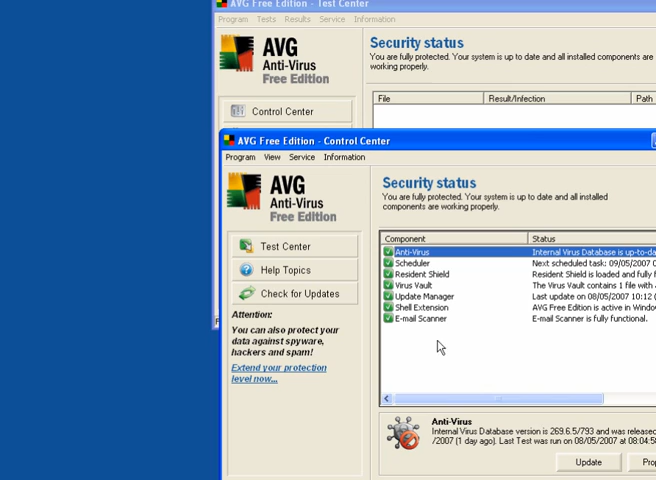 AVG Free Edition - Test Center
Program Tests Results Service Information
AVG
Anti-Virus
Free Edition
Security status
You are fully protected. Your system is up to date and all installed components are
working properly.
Control Center
File Result/Infection Path
AVG Free Edition - Control Center
Program View Service Information
AVG
Anti-Virus
Free Edition
Security status
You are fully protected. Your system is up to date and all installed
components are working properly.
Test Center
Help Topics
Check for Updates
Attention:
You can also protect your
data against spyware,
hackers and spam!
Extend your protection
level now...
Component Status
Anti-Virus Internal Virus Database is up-to-da
Scheduler Next scheduled task: 09/05/2007 0
Resident Shield Resident Shield is loaded and fully f
Virus Vault The Virus Vault contains 1 file with
Update Manager Last update on 08/05/2007 10:12 (
Shell Extension AVG Free Edition is active in Windo
E-mail Scanner E-mail Scanner is fully functional.
Anti-Virus
Internal Virus Database version is 269.6.5/793 and was released
/2007 (1 day ago). Last Test was run on 08/05/2007 at 08:04:5
Update Pro